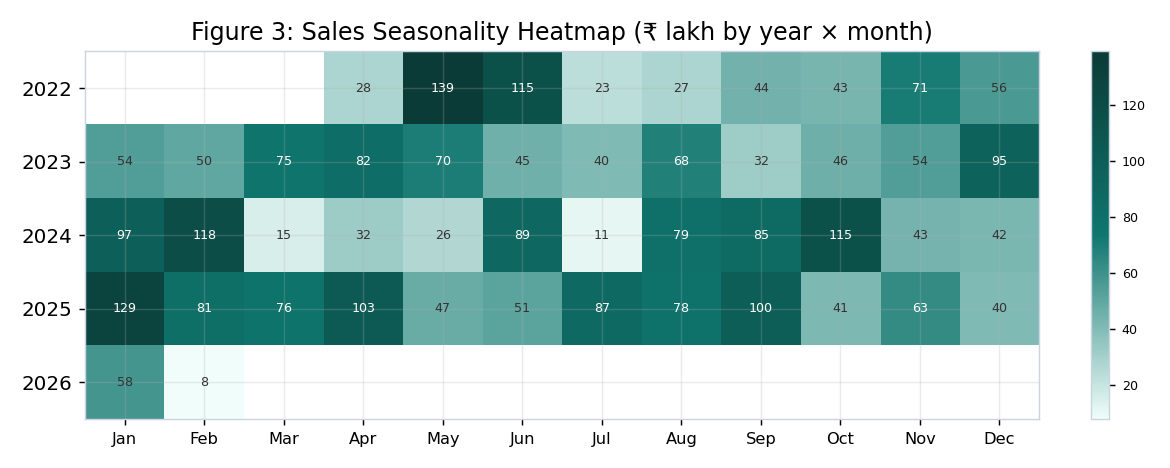 Figure 3: Sales Seasonality Heatmap (₹ lakh by year × month)
2022 28 139 115 23 27 44 43 71 56
2023 54 50 75 82 70 45 40 68 32 46 54 95
2024 97 118 15 32 26 89 11 79 85 115 43 42
2025 129 81 76 103 47 51 87 78 100 41 63 40
2026 58 8
Jan Feb Mar Apr May Jun Jul Aug Sep Oct Nov Dec
120
100
80
60
40
20